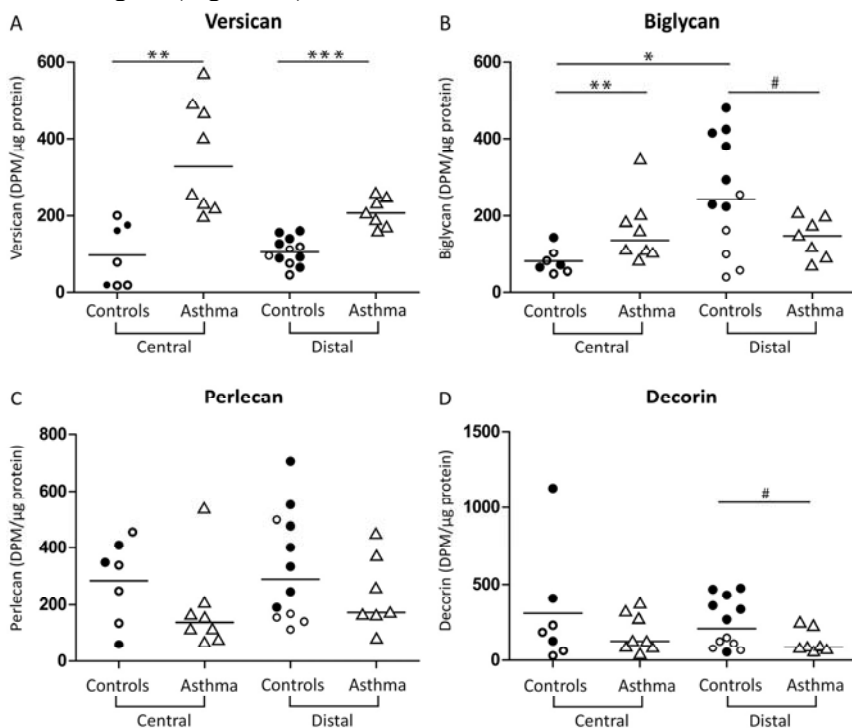 A
Versican
**
***
600
400
200
0
Versican (DPM/µg protein)
Controls Asthma Controls Asthma
Central Distal
B
Biglycan
*
**
#
600
400
200
0
Biglycan (DPM/µg protein)
Controls Asthma Controls Asthma
Central Distal
C
Perlecan
800
600
400
200
0
Perlecan (DPM/µg protein)
Controls Asthma Controls Asthma
Central Distal
D
Decorin
#
1500
1000
500
0
Decorin (DPM/µg protein)
Controls Asthma Controls Asthma
Central Distal